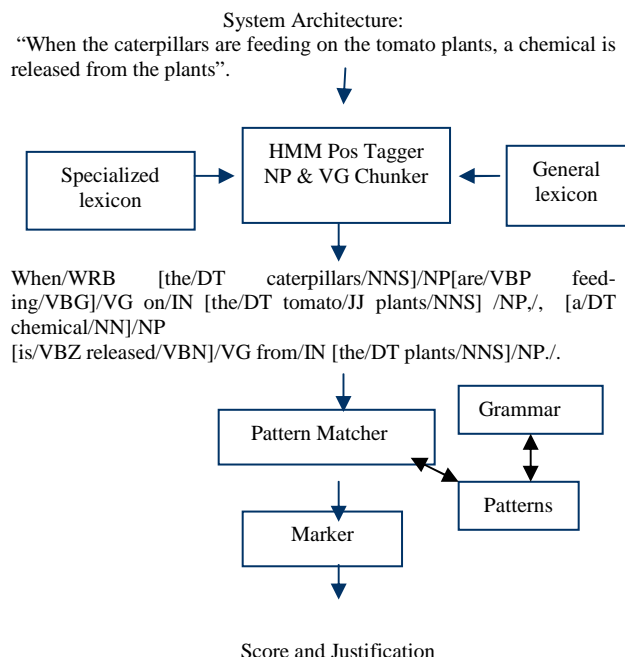 System Architecture:
“When the caterpillars are feeding on the tomato plants, a chemical is
released from the plants”.
HMM Pos Tagger
NP & VG Chunker
Specialized
lexicon
General
lexicon
When/WRB [the/DT caterpillars/NNS]/NP[are/VBP feed-
ing/VBG]/VG on/IN [the/DT tomato/JJ plants/NNS] /NP,/, [a/DT
chemical/NN]/NP
[is/VBZ released/VBN]/VG from/IN [the/DT plants/NNS]/NP./.
Grammar
Pattern Matcher
Patterns
Marker
Score and Justification